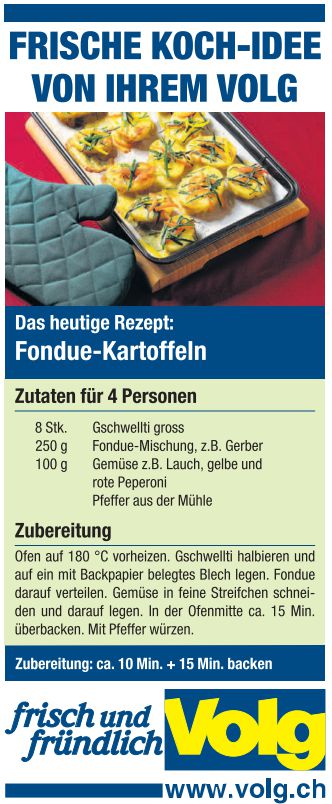 FRISCHE KOCH-IDEE
VON IHREM VOLG
Das heutige Rezept:
Fondue-Kartoffeln
Zutaten für 4 Personen
8 Stk. Gschwellti gross
250 g Fondue-Mischung, z.B. Gerber
100 g Gemüse z.B. Lauch, gelbe und
rote Peperoni
Pfeffer aus der Mühle
Zubereitung
Ofen auf 180 °C vorheizen. Gschwellti halbieren und
auf ein mit Backpapier belegtes Blech legen. Fondue
darauf verteilen. Gemüse in feine Streifchen schnei-
den und darauf legen. In der Ofenmitte ca. 15 Min.
überbacken. Mit Pfeffer würzen.
Zubereitung: ca. 10 Min. + 15 Min. backen
frisch und
fründlich
Volg
www.volg.ch